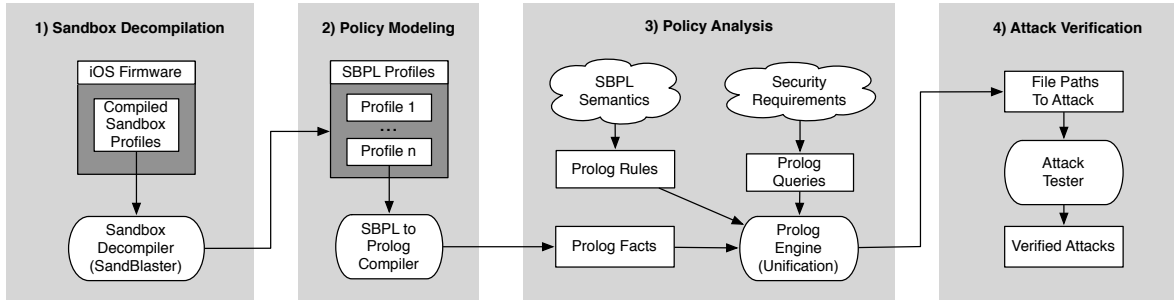 1) Sandbox Decompilation
iOS Firmware
Compiled
Sandbox
Profiles
Sandbox
Decompiler
(SandBlaster)
2) Policy Modeling
SBPL Profiles
Profile 1
...
Profile n
SBPL to
Prolog
Compiler
3) Policy Analysis
SBPL
Semantics
Security
Requirements
Prolog Rules
Prolog
Queries
Prolog Facts
Prolog
Engine
(Unification)
4) Attack Verification
File Paths
To Attack
Attack
Tester
Verified Attacks